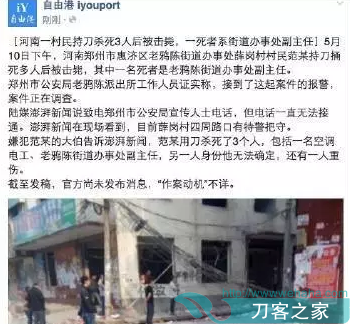 自由港 iyouport
刚刚
[河南一村民持刀杀死3人后被击毙,一死者系街道办事处副主任] 5月
10日下午,河南郑州市惠济区老鸦陈街道办事处薛岗村村民范某持刀捅
死多人后被击毙,其中一名死者是老鸦陈街道办事处副主任。
郑州市公安局老鸦陈派出所工作人员证实称,接到了这起案件的报警,
案件正在调查。
陆媒澎湃新闻说致电郑州市公安局宣传人士电话,但电话一直无法接
通。澎湃新闻在现场看到,目前薛岗村四周路口有特警把守。
嫌犯范某的大伯告诉澎湃新闻,范某用刀杀死了3个人,包括一名空调
电工、老鸦陈街道办事处副主任,另一人身份他无法确定,还有一人重
伤。
截至发稿,官方尚未发布消息,“作案动机”不详。
刀客之家